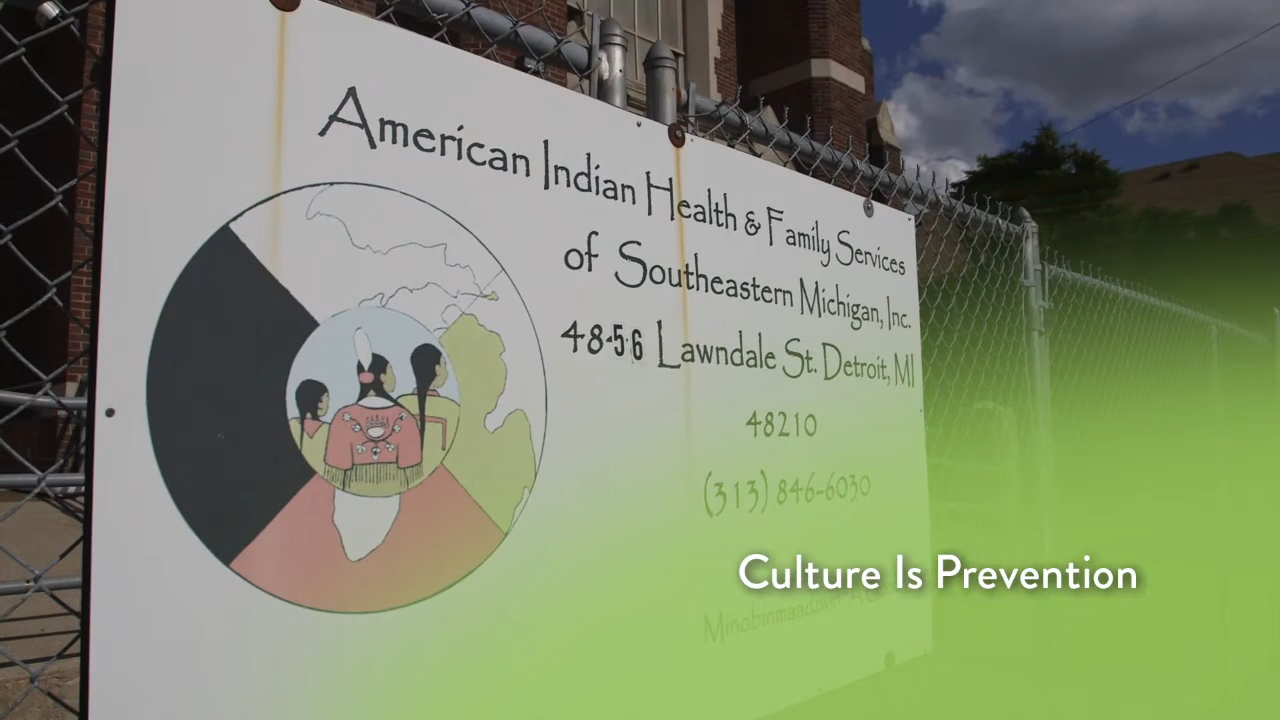 American Indian Health & Family Services
of Southeastern Michigan, Inc.
4856 Lawndale St. Detroit, MI
48210
(313) 846-6030
Culture Is Prevention